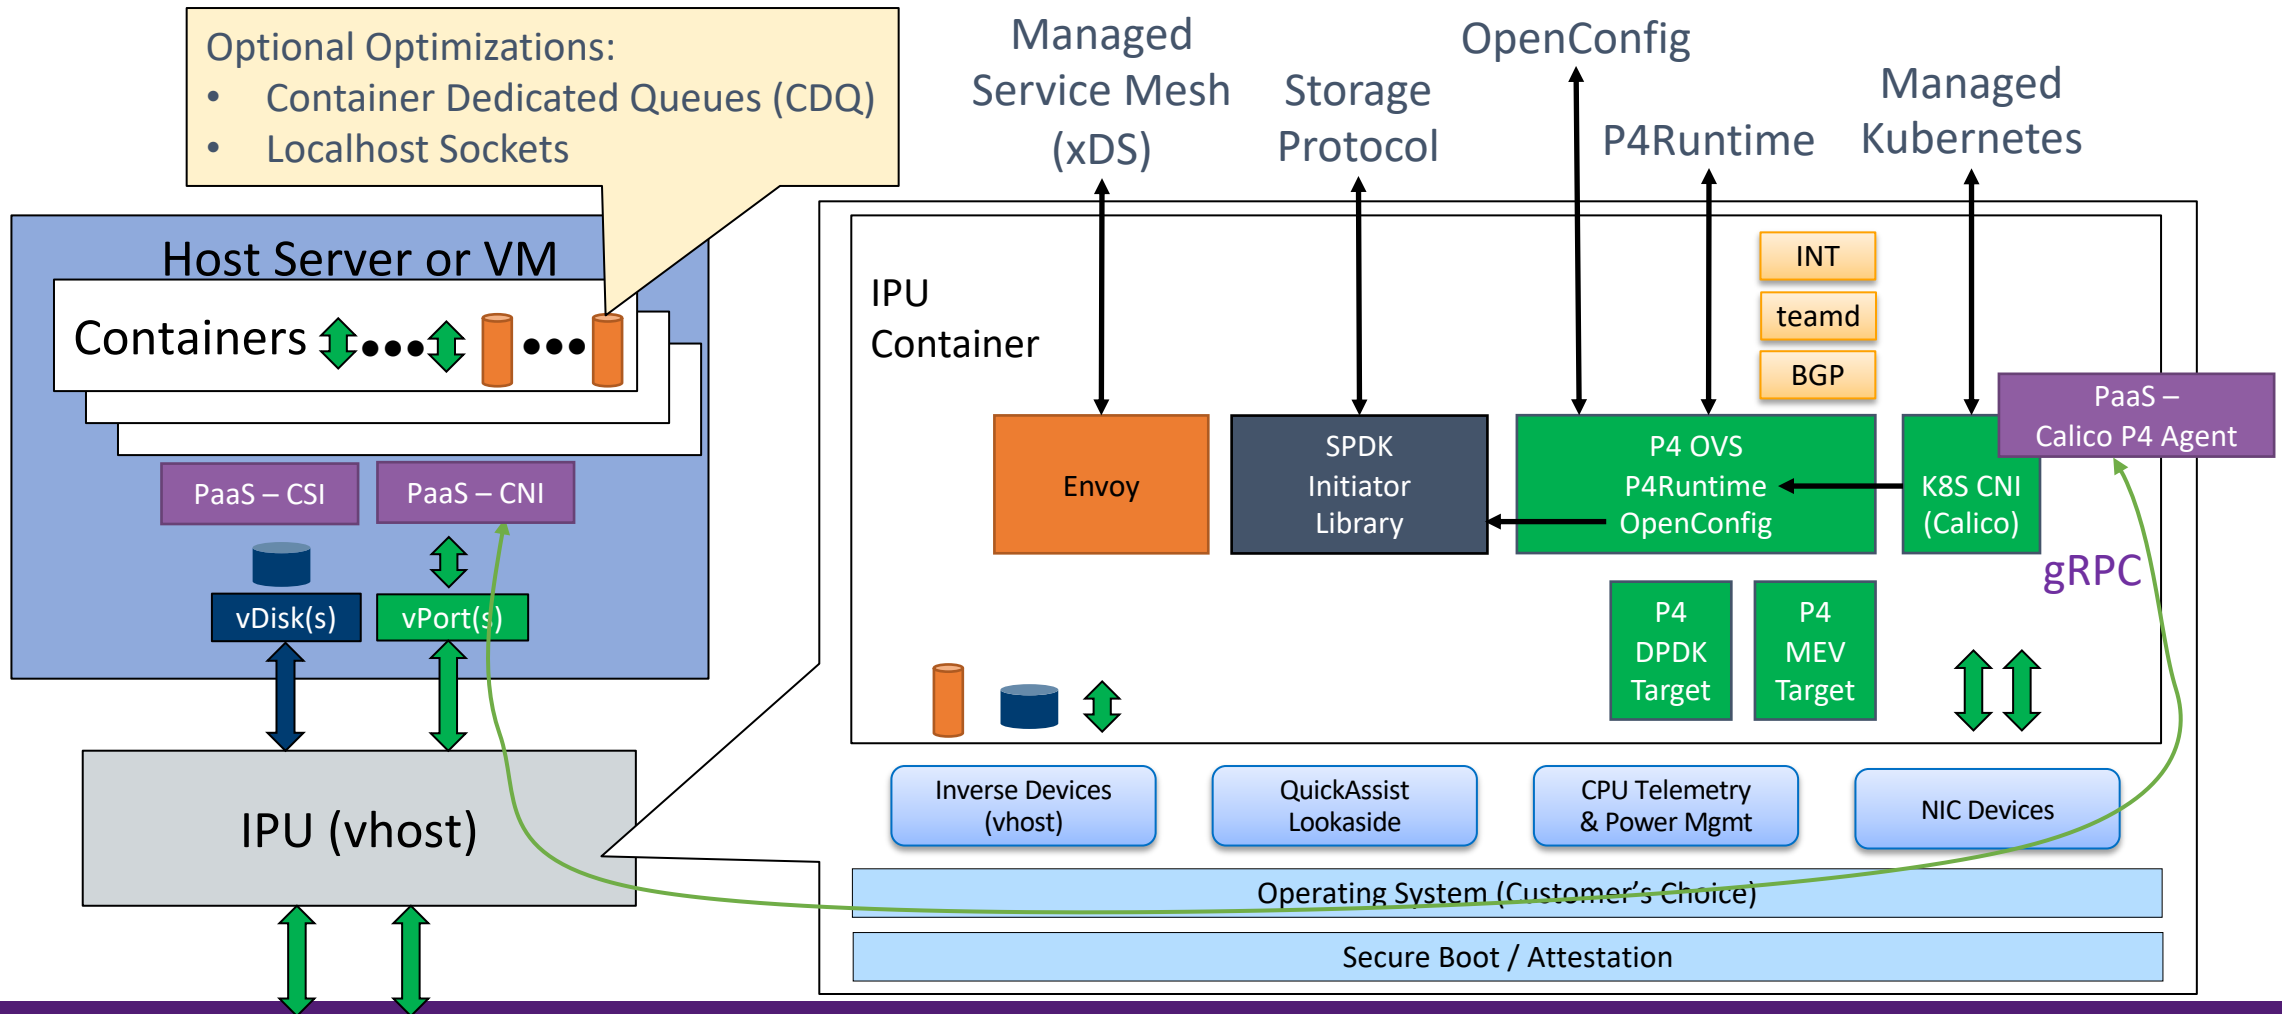 Optional Optimizations:
• Container Dedicated Queues (CDQ)
• Localhost Sockets
Managed
Service Mesh
(xDS)
Storage
Protocol
OpenConfig
P4Runtime
Managed
Kubernetes
Host Server or VM
Containers
PaaS – CSI
PaaS – CNI
vDisk(s)
vPort(s)
IPU (vhost)
IPU
Container
INT
teamd
BGP
PaaS –
Calico P4 Agent
Envoy
SPDK
Initiator
Library
P4 OVS
P4Runtime
OpenConfig
K8S CNI
(Calico)
gRPC
P4
DPDK
Target
P4
MEV
Target
Inverse Devices
(vhost)
QuickAssist
Lookaside
CPU Telemetry
& Power Mgmt
NIC Devices
Operating System (Customer’s Choice)
Secure Boot / Attestation